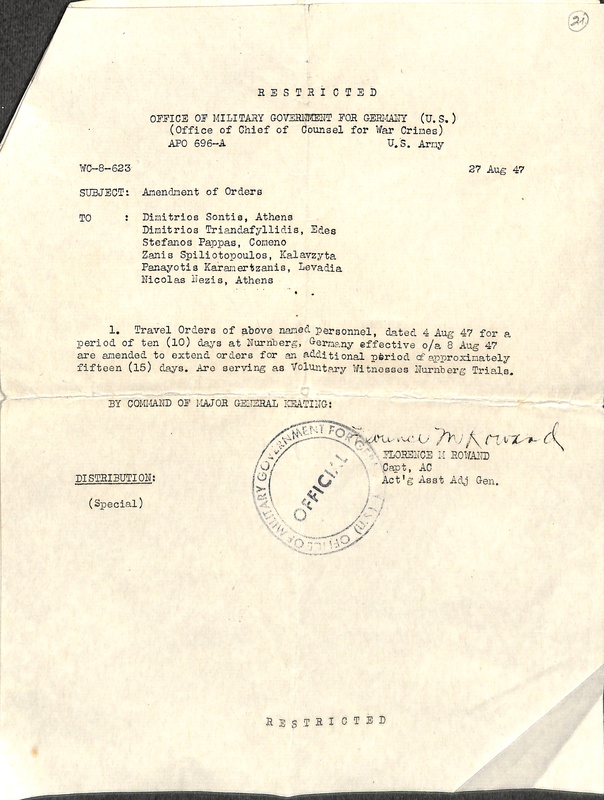 21
RESTRICTED
OFFICE OF MILITARY GOVERNMENT FOR GERMANY (U.S.)
(Office of Chief of Counsel for War Crimes)
APO 696-A U.S. Army
WC-8-623 27 Aug 47
SUBJECT: Amendment of Orders
TO : Dimitrios Sontis, Athens
Dimitrios Triandafyllidis, Edes
Stefanos Pappas, Comeno
Zanis Spiliotopoulos, Kalavzyta
Panayotis Karamertzanis, Levadia
Nicolas Nezis, Athens
1. Travel Orders of above named personnel, dated 4 Aug 47 for a
period of ten (10) days at Nurnberg, Germany effective o/a 8 Aug 47
are amended to extend orders for an additional period of approximately
fifteen (15) days. Are serving as Voluntary Witnesses Nurnberg Trials.
BY COMMAND OF MAJOR GENERAL KEATING:
Florence M Rowand
FLORENCE M ROWAND
Capt, AC
Act'g Asst Adj Gen.
OFFICE OF MILITARY GOVERNMENT FOR
OFFICIAL
DISTRIBUTION:
(Special)
RESTRICTED